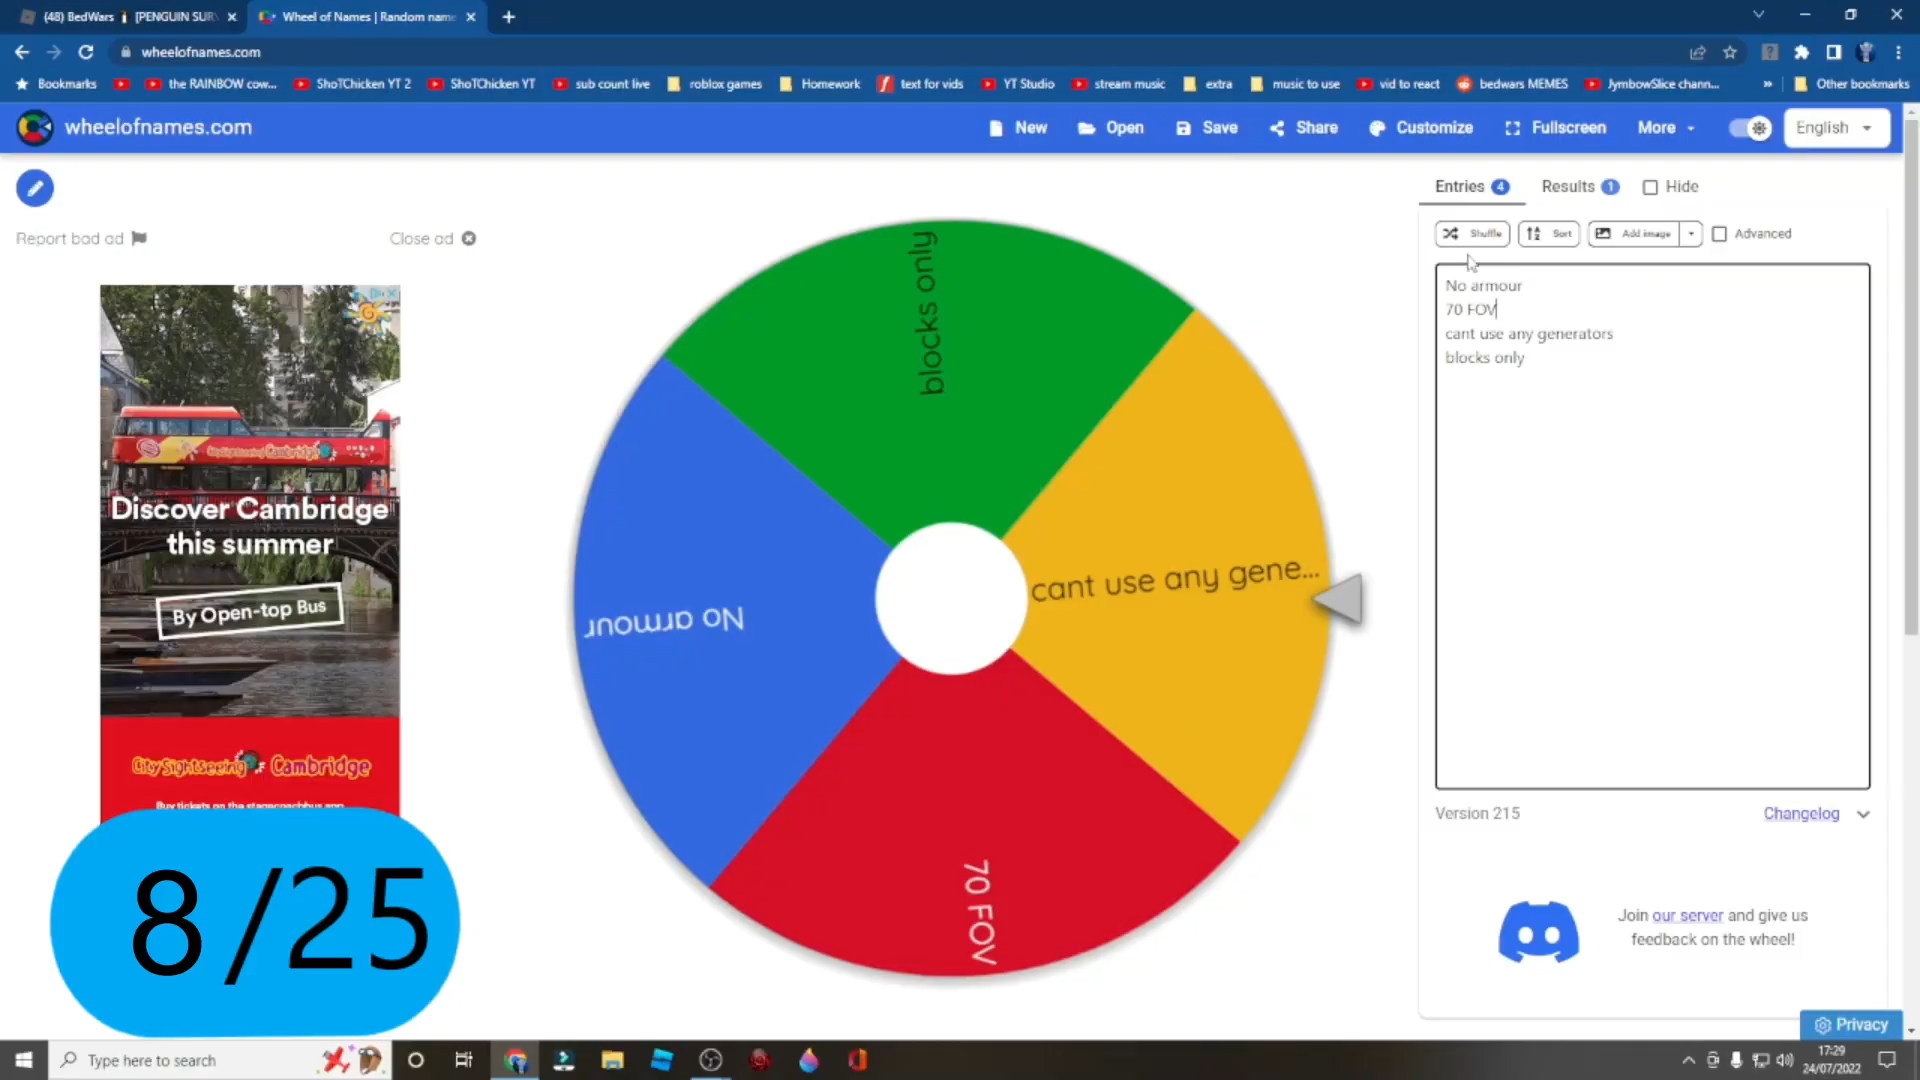 (48) BedWars [PENGUIN SUR
Wheel of Names | Random name
wheelofnames.com
Bookmarks
the RAINBOW cow...
ShoTChicken YT 2
ShoTChicken YT
sub count live
roblox games
Homework
text for vids
YT Studio
stream music
extra
music to use
vid to react
bedwars MEMES
JymbowSlice chann...
»
Other bookmarks
wheelofnames.com
New
Open
Save
Share
Customize
Fullscreen
More
English
Entries 4
Results 1
Hide
Report bad ad
Close ad
Shuffle
Sort
Add image
Advanced
No armour
70 FOV
cant use any generators
blocks only
blocks only
cant use any gene...
No armour
70 FOV
Discover Cambridge
this summer
By Open-top Bus
City Sightseeing Cambridge
Buy tickets on the stagecoachbus app
8/25
Version 215
Changelog
Join our server and give us
feedback on the wheel!
Privacy
Type here to search
17:29
24/07/2022